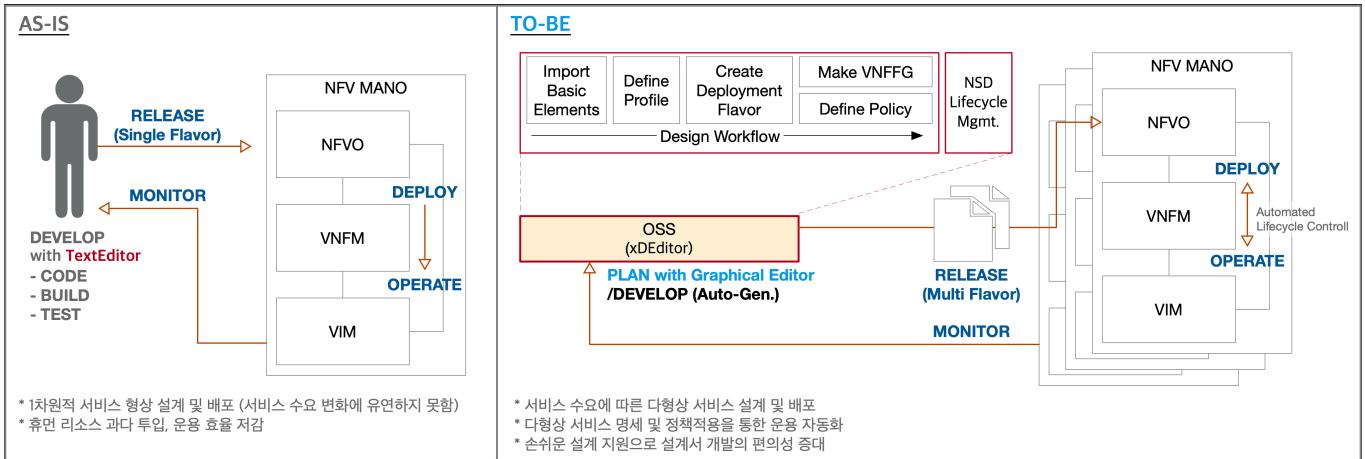 AS-IS
RELEASE
(Single Flavor)
MONITOR
DEVELOP
with TextEditor
- CODE
- BUILD
- TEST
NFV MANO
NFVO
DEPLOY
VNFM
OPERATE
VIM
* 1차원적 서비스 형상 설계 및 배포 (서비스 수요 변화에 유연하지 못함)
* 휴먼 리소스 과다 투입, 운용 효율 저감
TO-BE
Import
Basic
Elements
Define
Profile
Create
Deployment
Flavor
Make VNFFG
Define Policy
Design Workflow
NSD
Lifecycle
Mgmt.
OSS
(xDEditor)
PLAN with Graphical Editor
/DEVELOP (Auto-Gen.)
RELEASE
(Multi Flavor)
MONITOR
NFV MANO
NFVO
DEPLOY
VNFM
Automated
Lifecycle Controll
OPERATE
VIM
* 서비스 수요에 따른 다형상 서비스 설계 및 배포
* 다형상 서비스 명세 및 정책적용을 통한 운용 자동화
* 손쉬운 설계 지원으로 설계서 개발의 편의성 증대